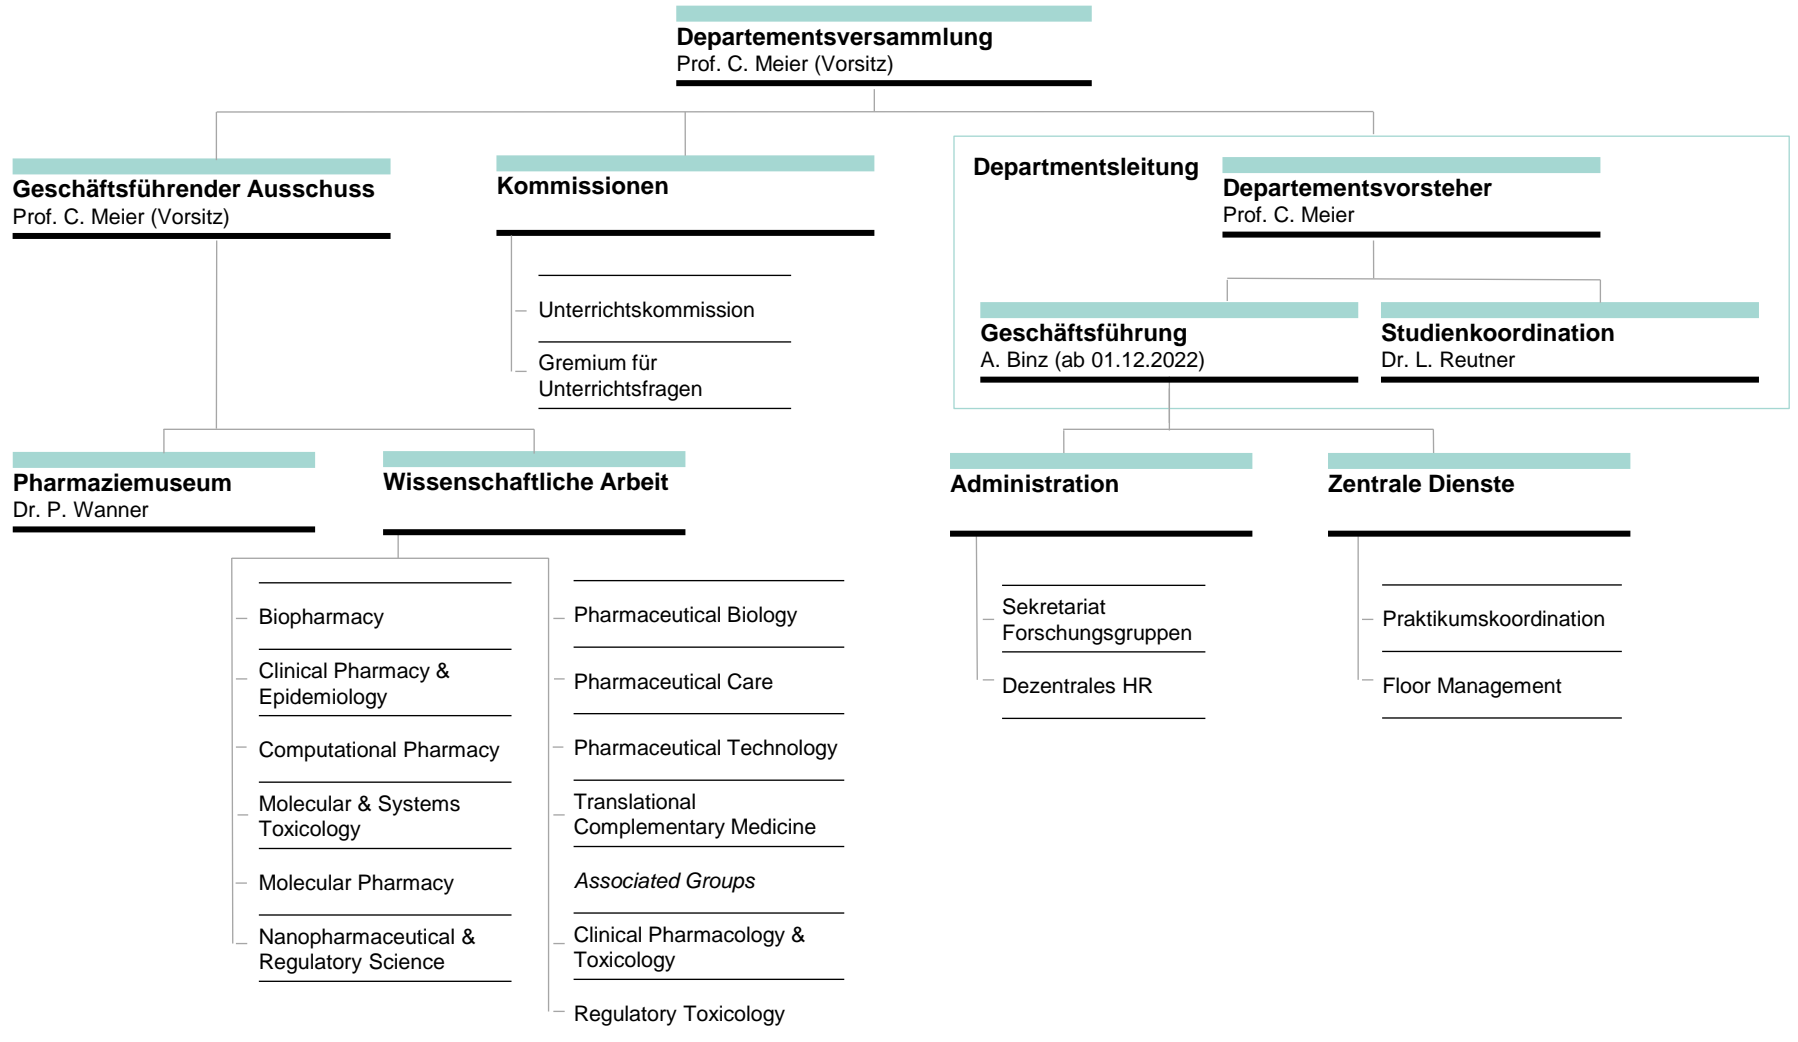 Departementsversammlung
Prof. C. Meier (Vorsitz)
Geschäftsführender Ausschuss
Prof. C. Meier (Vorsitz)
Kommissionen
Unterrichtskommission
Gremium für
Unterrichtsfragen
Departmentsleitung
Departementsvorsteher
Prof. C. Meier
Geschäftsführung
A. Binz (ab 01.12.2022)
Studienkoordination
Dr. L. Reutner
Pharmaziemuseum
Dr. P. Wanner
Wissenschaftliche Arbeit
Biopharmacy
Clinical Pharmacy &
Epidemiology
Computational Pharmacy
Molecular & Systems
Toxicology
Molecular Pharmacy
Nanopharmaceutical &
Regulatory Science
Pharmaceutical Biology
Pharmaceutical Care
Pharmaceutical Technology
Translational
Complementary Medicine
Associated Groups
Clinical Pharmacology &
Toxicology
Regulatory Toxicology
Administration
Sekretariat
Forschungsgruppen
Dezentrales HR
Zentrale Dienste
Praktikumskoordination
Floor Management